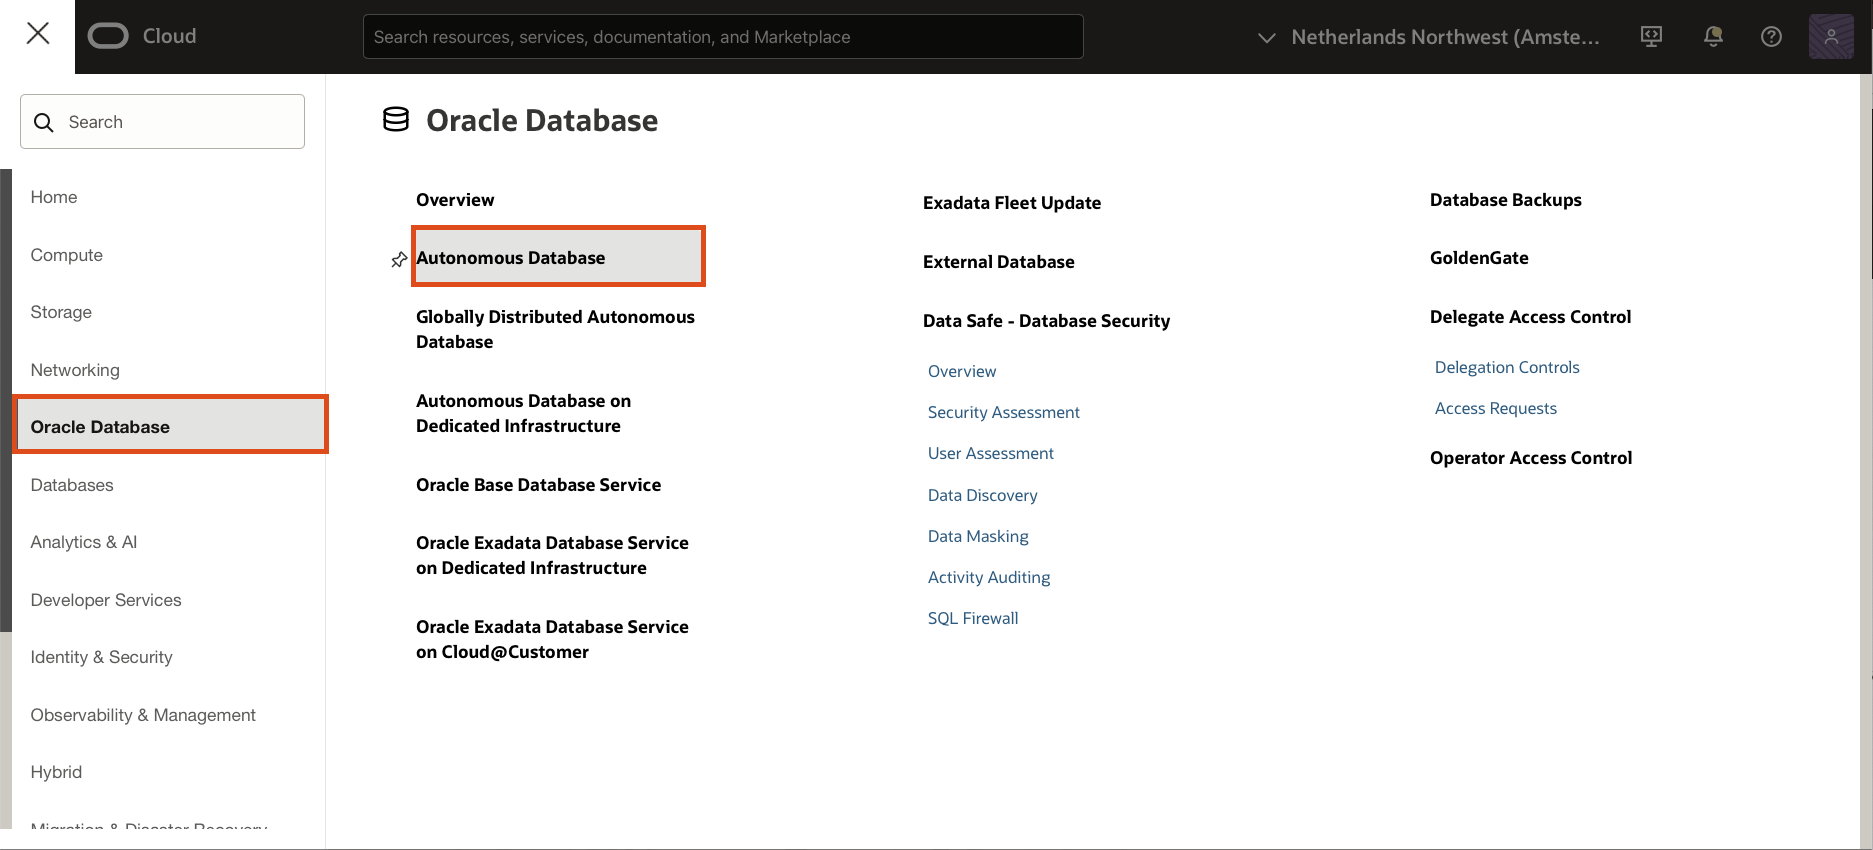 Cloud
Search resources, services, documentation, and Marketplace
Netherlands Northwest (Amste...
Search
Home
Compute
Storage
Networking
Oracle Database
Databases
Analytics & AI
Developer Services
Identity & Security
Observability & Management
Hybrid
Migration & Disaster Recovery
Oracle Database
Overview
Autonomous Database
Globally Distributed Autonomous
Database
Autonomous Database on
Dedicated Infrastructure
Oracle Base Database Service
Oracle Exadata Database Service
on Dedicated Infrastructure
Oracle Exadata Database Service
on Cloud@Customer
Exadata Fleet Update
External Database
Data Safe - Database Security
Overview
Security Assessment
User Assessment
Data Discovery
Data Masking
Activity Auditing
SQL Firewall
Database Backups
GoldenGate
Delegate Access Control
Delegation Controls
Access Requests
Operator Access Control